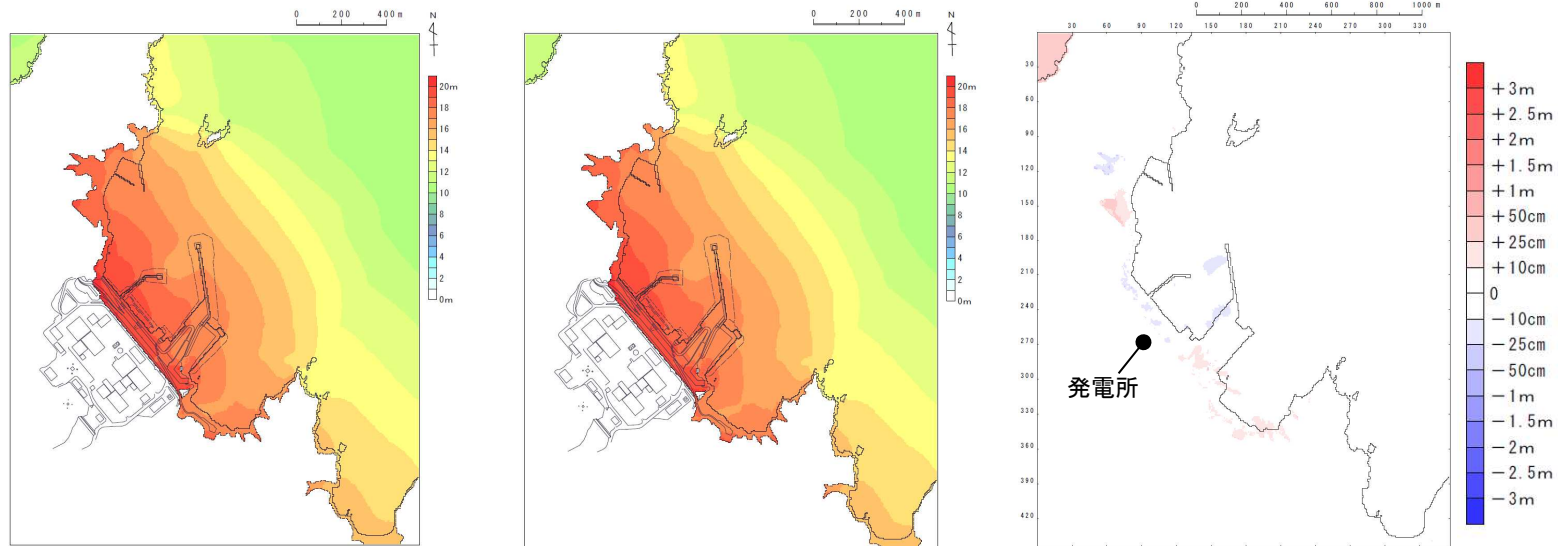 0 200 400m
N
20m
18
16
14
12
10
8
6
4
2
0m
0 200 400m
N
20m
18
16
14
12
10
8
6
4
2
0m
0 200 400 600 800 1000 m
30 60 90 120 150 180 210 240 270 300 330
30
60
90
120
150
180
210
240
270
300
330
360
390
420
発電所
+3m
+2.5m
+2m
+1.5m
+1m
+50cm
+25cm
+10cm
0
−10cm
−25cm
−50cm
−1m
−1.5m
−2m
−2.5m
−3m